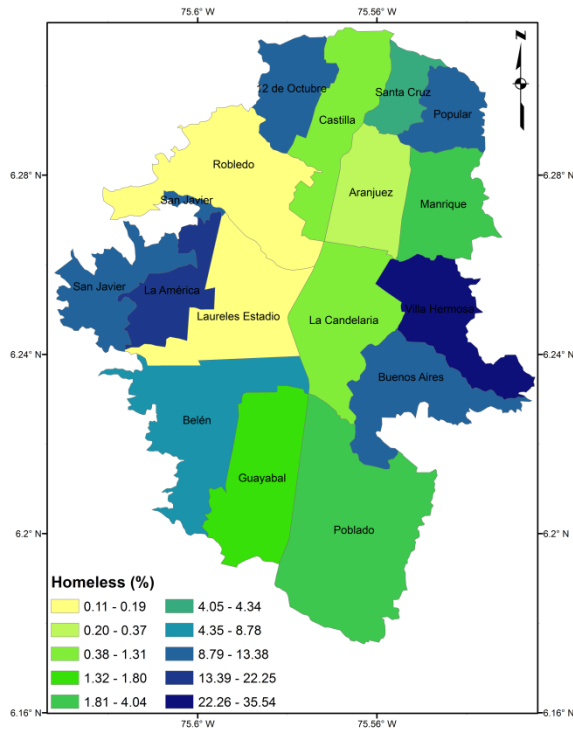 75.6° W 75.56° W
N
12 de Octubre
Santa Cruz
Popular
Castilla
Robledo
6.28° N 6.28° N
Aranjuez
San Javier
Manrique
San Javier
La América
Villa Hermosa
Laureles Estadio
La Candelaria
6.24° N 6.24° N
Buenos Aires
Belén
Guayabal
Poblado
6.2° N 6.2° N
Homeless (%)
0.11 - 0.19 4.05 - 4.34
0.20 - 0.37 4.35 - 8.78
0.38 - 1.31 8.79 - 13.38
1.32 - 1.80 13.39 - 22.25
1.81 - 4.04 22.26 - 35.54
6.16° N 6.16° N
75.6° W 75.56° W